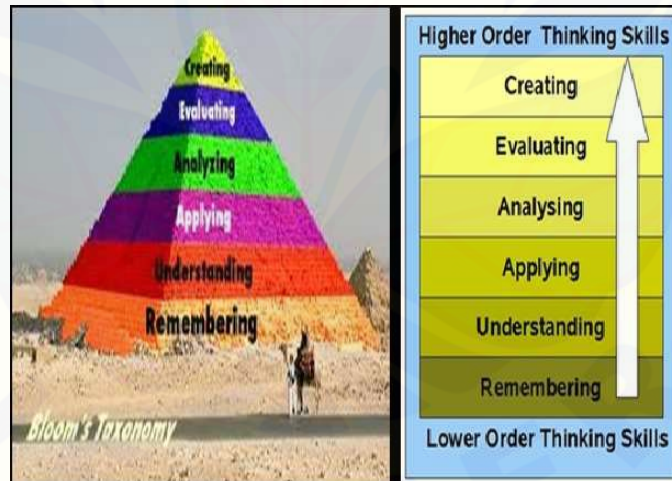 Creating
Evaluating
Analyzing
Applying
Understanding
Remembering
Bloom's Taxonomy
Higher Order Thinking Skills
Creating
Evaluating
Analysing
Applying
Understanding
Remembering
Lower Order Thinking Skills